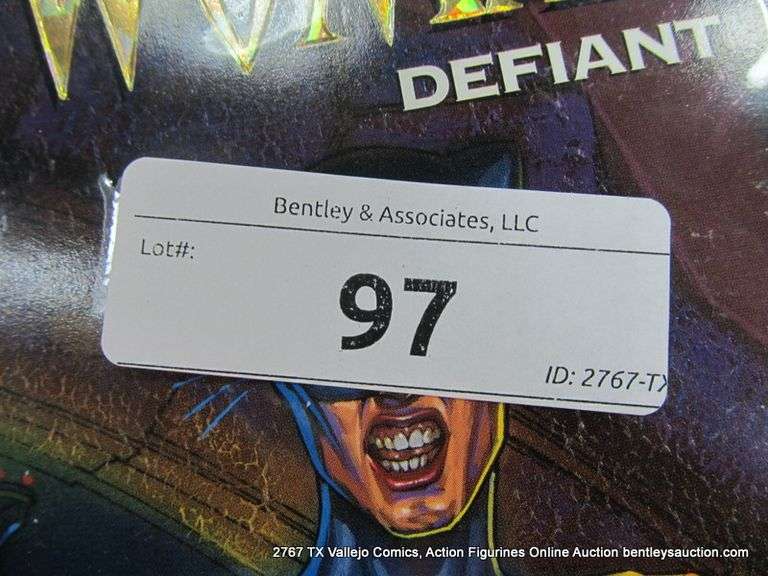 DEFIANT
Bentley & Associates, LLC
Lot#:
97
ID: 2767-TX
2767 TX Vallejo Comics, Action Figurines Online Auction bentleysauction.com